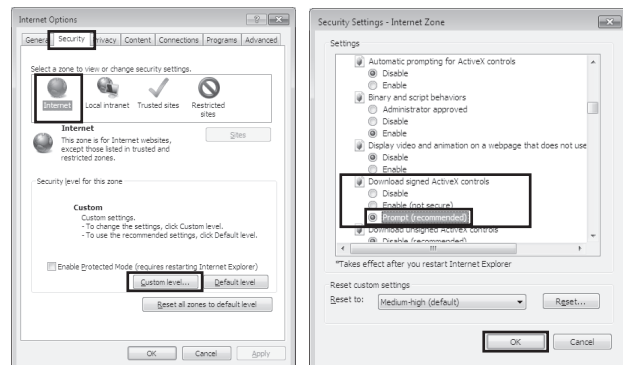 Internet Options
General Security Privacy Content Connections Programs Advanced
Select a zone to view or change security settings.
Internet Local intranet Trusted sites Restricted sites
Internet
This zone is for Internet websites,
except those listed in trusted and
restricted zones.
Sites
Security level for this zone
Custom
Custom settings.
- To change the settings, click Custom level.
- To use the recommended settings, click Default level.
Enable Protected Mode (requires restarting Internet Explorer)
Custom level... Default level
Reset all zones to default level
OK Cancel Apply
Security Settings - Internet Zone
Settings
Automatic prompting for ActiveX controls
Disable
Enable
Binary and script behaviors
Administrator approved
Disable
Enable
Display video and animation on a webpage that does not use
Disable
Enable
Download signed ActiveX controls
Disable
Enable (not secure)
Prompt (recommended)
Download unsigned ActiveX controls
Disable (recommended)
*Takes effect after you restart Internet Explorer
Reset custom settings
Reset to: Medium-high (default) Reset...
OK Cancel